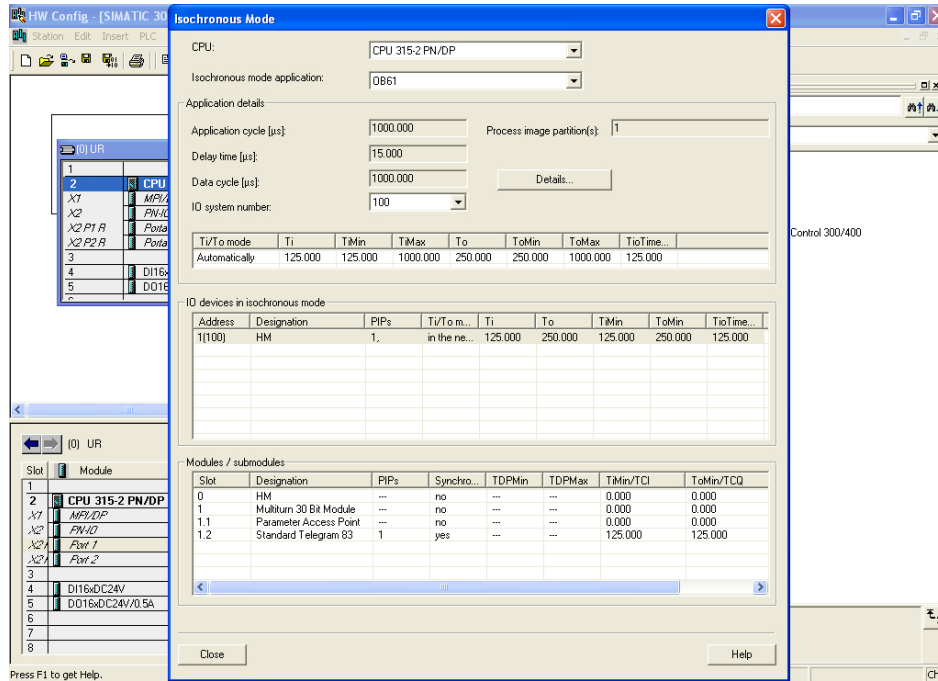 HW Config - [SIMATIC 30
Station Edit Insert PLC
(0) UR
1
2 CPU
X1 MPI/
X2 PN-IO
X2 P1 R Porta
X2 P2 R Porta
3
4 DI16x
5 DO16
Isochronous Mode
CPU: CPU 315-2 PN/DP
Isochronous mode application: OB61
Application details
Application cycle [µs]: 1000.000 Process image partition(s): 1
Delay time [µs]: 15.000
Data cycle [µs]: 1000.000 Details...
IO system number: 100
Ti/To mode Ti TiMin TiMax To ToMin ToMax TioTime...
Automatically 125.000 125.000 1000.000 250.000 250.000 1000.000 125.000
IO devices in isochronous mode
Address Designation PIPs Ti/To m... Ti To TiMin ToMin TioTime...
1(100) HM 1, in the ne... 125.000 250.000 125.000 250.000 125.000
Modules / submodules
Slot Designation PIPs Synchro... TDPMin TDPMax TiMin/TCI ToMin/TCQ
0 HM --- no --- --- 0.000 0.000
1 Multiturn 30 Bit Module --- no --- --- 0.000 0.000
1.1 Parameter Access Point --- no --- --- 0.000 0.000
1.2 Standard Telegram 83 1 yes --- --- 125.000 125.000
Close Help
Control 300/400
(0) UR
Slot Module
1
2 CPU 315-2 PN/DP
X1 MPI/DP
X2 PN-IO
X2 Port 1
X2 Port 2
3
4 DI16xDC24V
5 DO16xDC24V/0.5A
6
7
8
Press F1 to get Help.
Ch